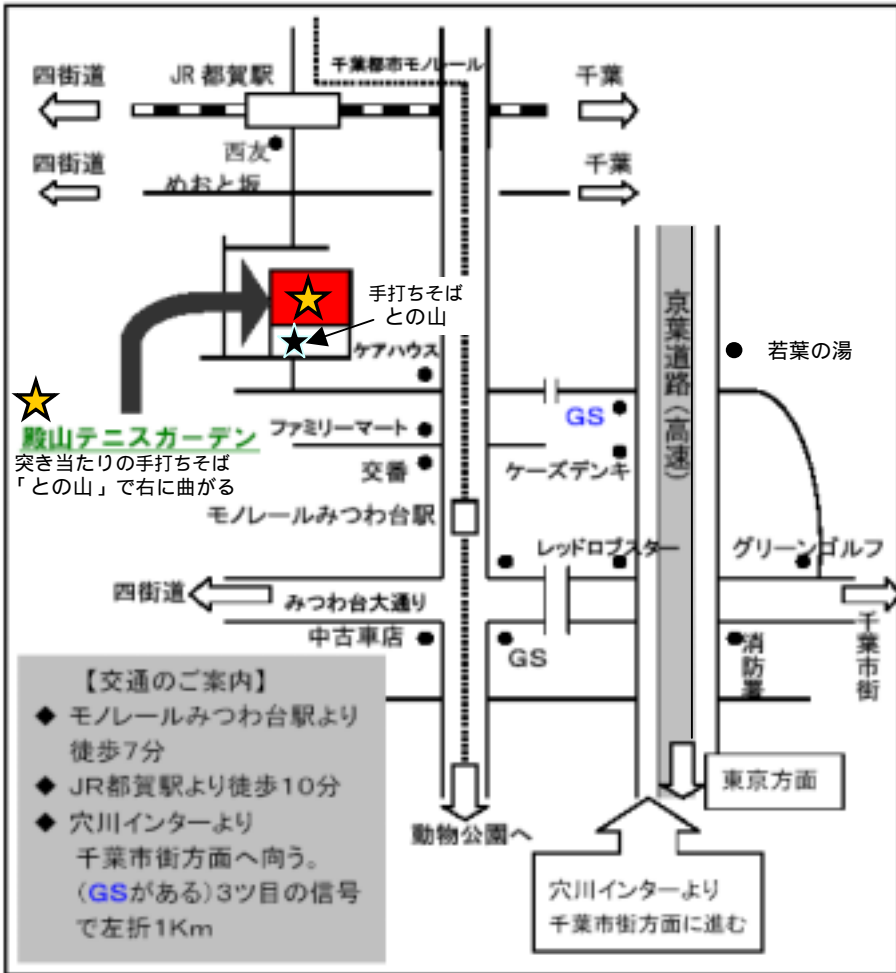 千葉都市モノレール
四街道
JR 都賀駅
千葉
西友
四街道
千葉
めおと坂
手打ちそば
との山
京葉道路(高速)
若葉の湯
ケアハウス
GS
殿山テニスガーデン
ファミリーマート
突き当たりの手打ちそば
「との山」で右に曲がる
交番
ケーズデンキ
モノレールみつわ台駅
レッドロブスター
グリーンゴルフ
四街道
みつわ台大通り
千葉市街
中古車店
GS
消防署
【交通のご案内】
◆ モノレールみつわ台駅より
徒歩7分
◆ JR都賀駅より徒歩10分
◆ 穴川インターより
千葉市街方面へ向う。
(GSがある)3ツ目の信号
で左折1Km
東京方面
動物公園へ
穴川インターより
千葉市街方面に進む